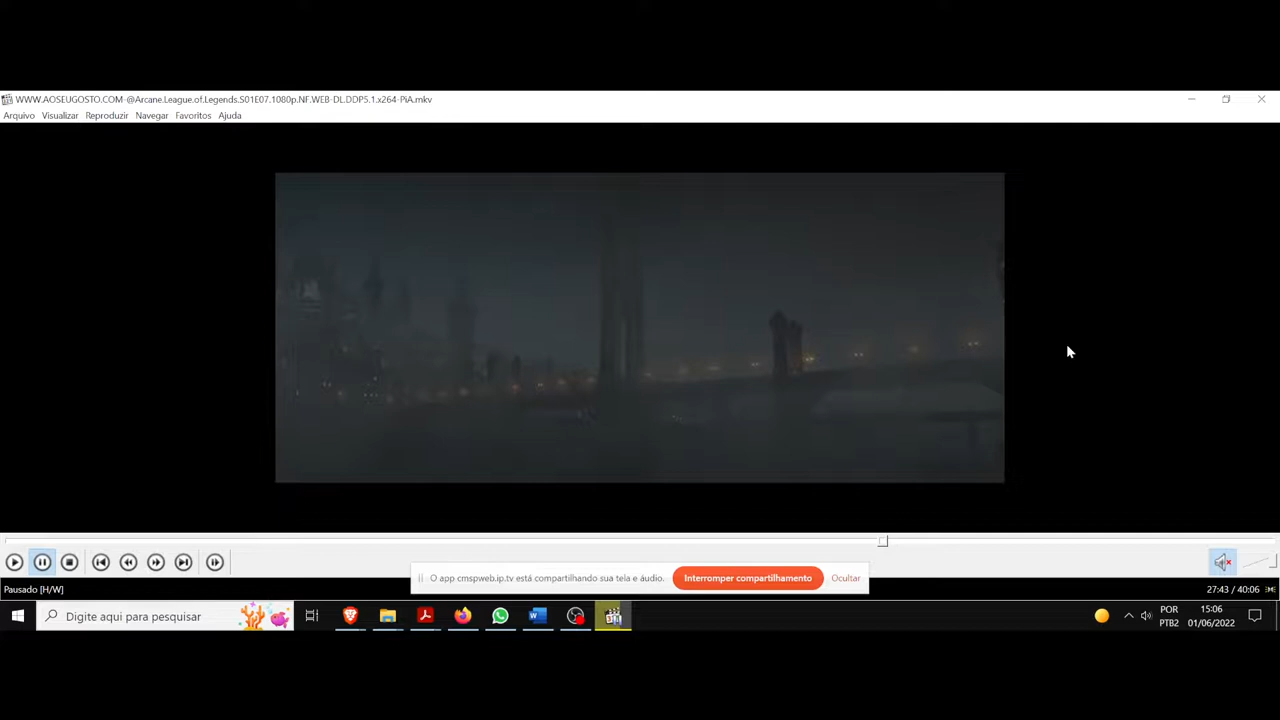 WWW.AOSEUGOSTO.COM-@Arcane.League.of.Legends.S01E07.1080p.NF.WEB-DL.DDP5.1.x264-PiA.mkv
Arquivo Visualizar Reproduzir Navegar Favoritos Ajuda
O app cmspweb.ip.tv está compartilhando sua tela e áudio. Interromper compartilhamento Ocultar
Pausado [H/W] 27:43 / 40:06
Digite aqui para pesquisar
POR 15:06
PTB2 01/06/2022